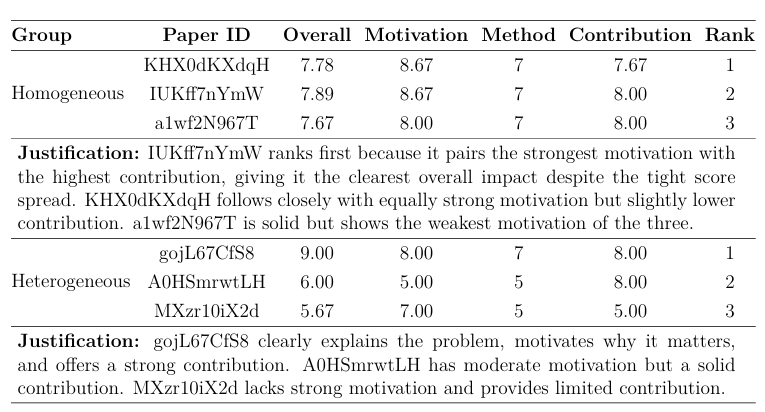 Group Paper ID Overall Motivation Method Contribution Rank
KHX0dKXdqH 7.78 8.67 7 7.67 1
Homogeneous IUKff7nYmW 7.89 8.67 7 8.00 2
a1wf2N967T 7.67 8.00 7 8.00 3
Justification: IUKff7nYmW ranks first because it pairs the strongest motivation with
the highest contribution, giving it the clearest overall impact despite the tight score
spread. KHX0dKXdqH follows closely with equally strong motivation but slightly lower
contribution. a1wf2N967T is solid but shows the weakest motivation of the three.
gojL67CfS8 9.00 8.00 7 8.00 1
Heterogeneous A0HSmrwtLH 6.00 5.00 5 8.00 2
MXzr10iX2d 5.67 7.00 5 5.00 3
Justification: gojL67CfS8 clearly explains the problem, motivates why it matters,
and offers a strong contribution. A0HSmrwtLH has moderate motivation but a solid
contribution. MXzr10iX2d lacks strong motivation and provides limited contribution.